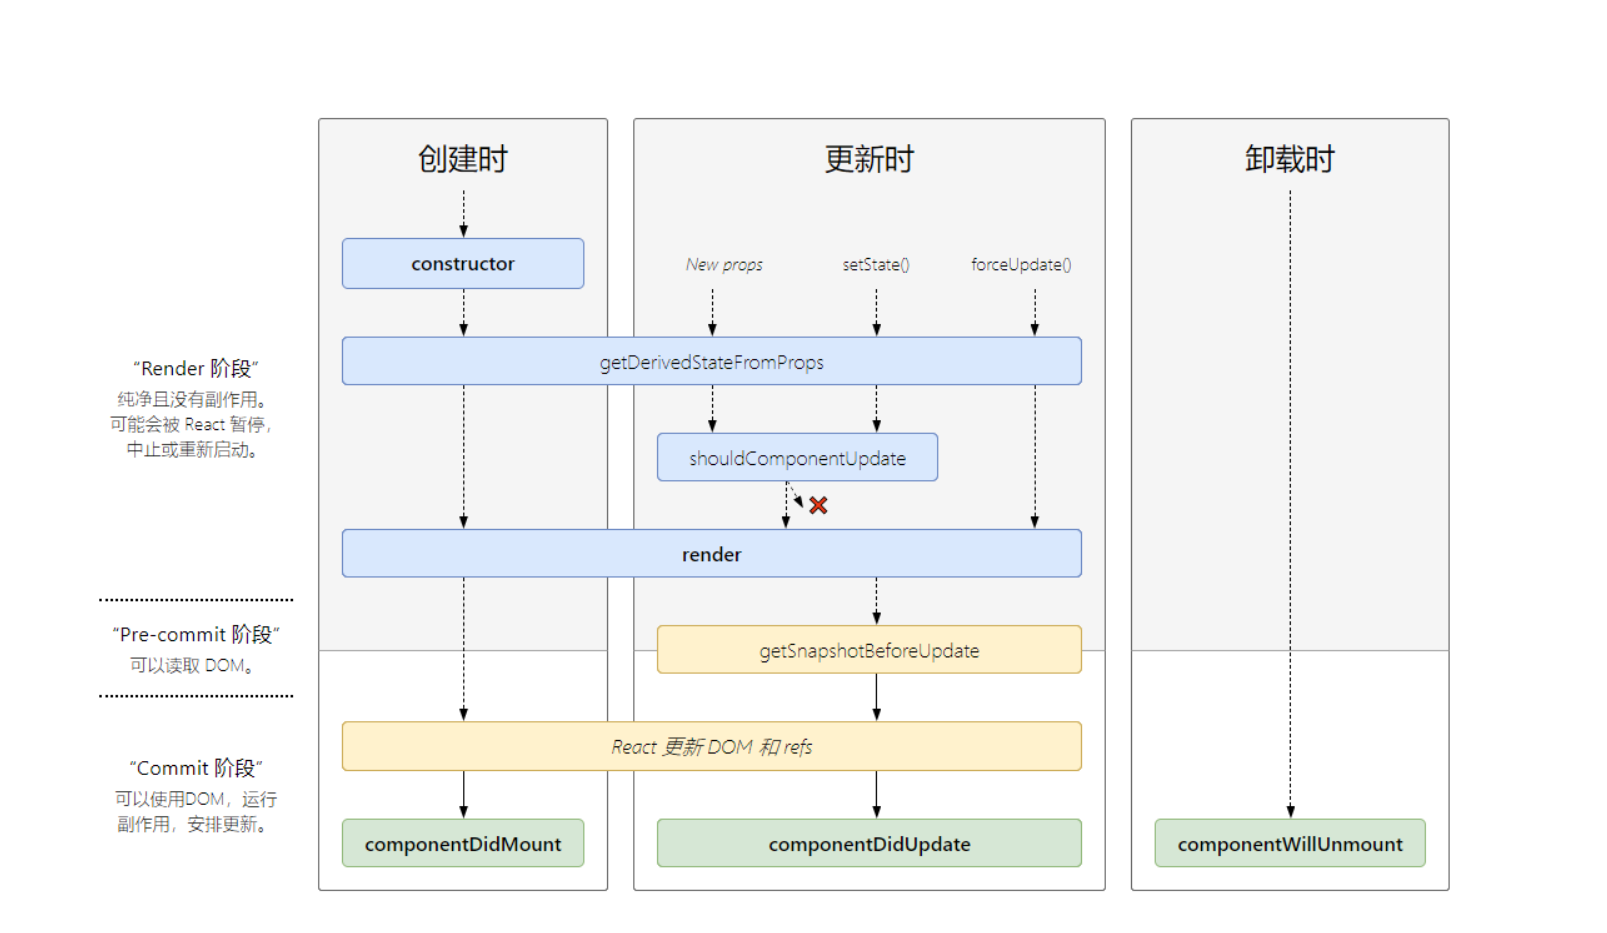 创建时
更新时
卸载时
constructor
New props
setState()
forceUpdate()
getDerivedStateFromProps
“Render 阶段”
纯净且没有副作用。
可能会被 React 暂停，
中止或重新启动。
shouldComponentUpdate
render
“Pre-commit 阶段”
可以读取 DOM。
getSnapshotBeforeUpdate
React 更新 DOM 和 refs
“Commit 阶段”
可以使用DOM，运行
副作用，安排更新。
componentDidMount
componentDidUpdate
componentWillUnmount